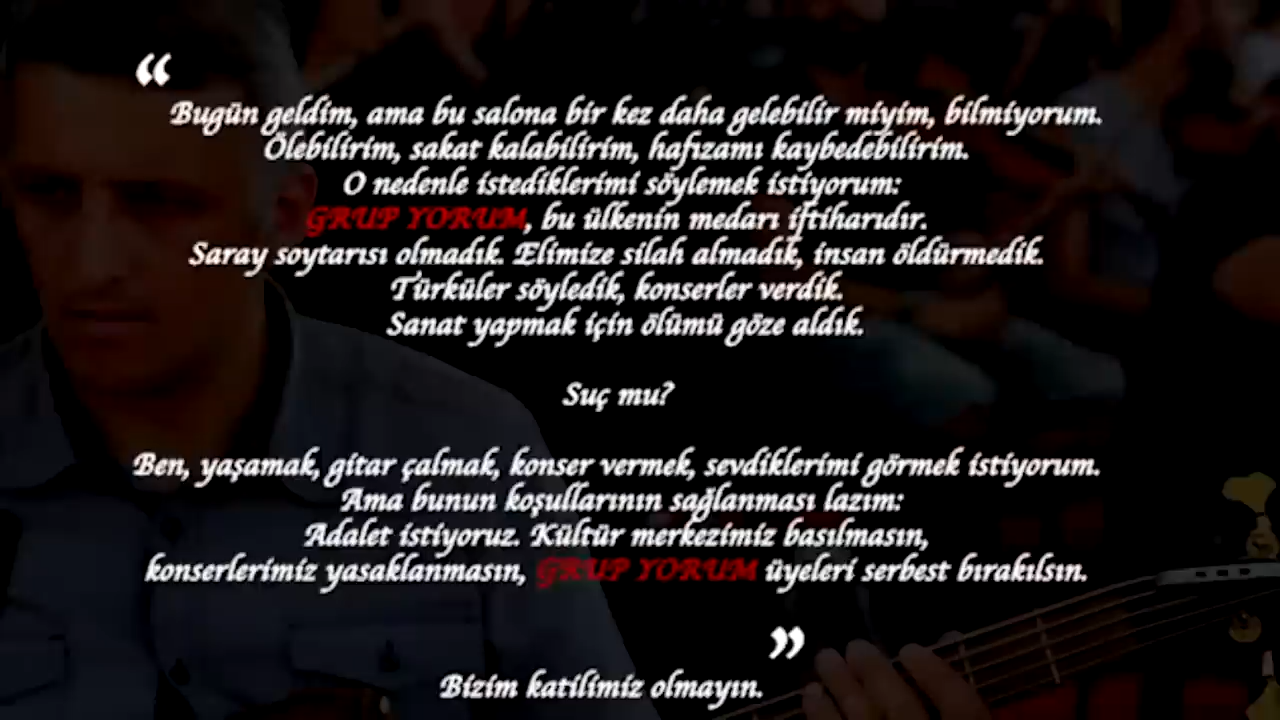 “
Bugün geldim, ama bu salona bir kez daha gelebilir miyim, bilmiyorum.
Ölebilirim, sakat kalabilirim, hafızamı kaybedebilirim.
O nedenle istediklerimi söylemek istiyorum:
GRUP YORUM, bu ülkenin medarı iftiharıdır.
Saray soytarısı olmadık. Elimize silah almadık, insan öldürmedik.
Türküler söyledik, konserler verdik.
Sanat yapmak için ölümü göze aldık.
Suç mu?
Ben, yaşamak, gitar çalmak, konser vermek, sevdiklerimi görmek istiyorum.
Ama bunun koşullarının sağlanması lazım:
Adalet istiyoruz. Kültür merkezimiz basılmasın,
konserlerimiz yasaklanmasın, GRUP YORUM üyeleri serbest bırakılsın.
”
Bizim katilimiz olmayın.